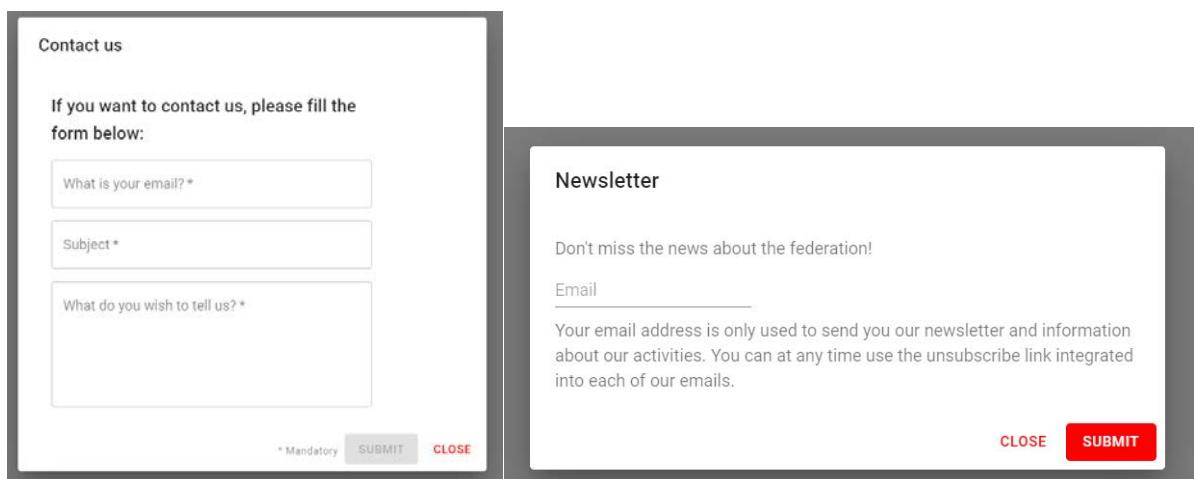 Contact us
If you want to contact us, please fill the
form below:
What is your email? *
Subject *
What do you wish to tell us? *
* Mandatory SUBMIT CLOSE
Newsletter
Don't miss the news about the federation!
Email
Your email address is only used to send you our newsletter and information
about our activities. You can at any time use the unsubscribe link integrated
into each of our emails.
CLOSE SUBMIT